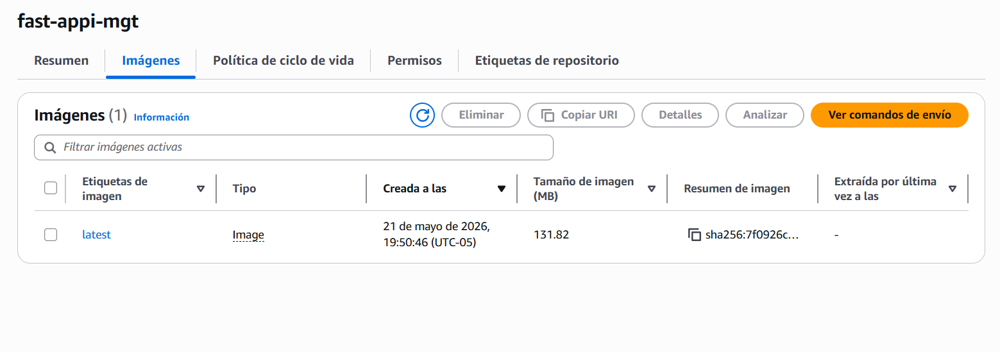 fast-appi-mgt
Resumen
Imágenes
Política de ciclo de vida
Permisos
Etiquetas de repositorio
Imágenes (1) Información
Eliminar
Copiar URI
Detalles
Analizar
Ver comandos de envío
Filtrar imágenes activas
Etiquetas de
imagen
Tipo
Creada a las
Tamaño de imagen
(MB)
Resumen de imagen
Extraída por última
vez a las
latest
Image
21 de mayo de 2026,
19:50:46 (UTC-05)
131.82
sha256:7f0926c...
-